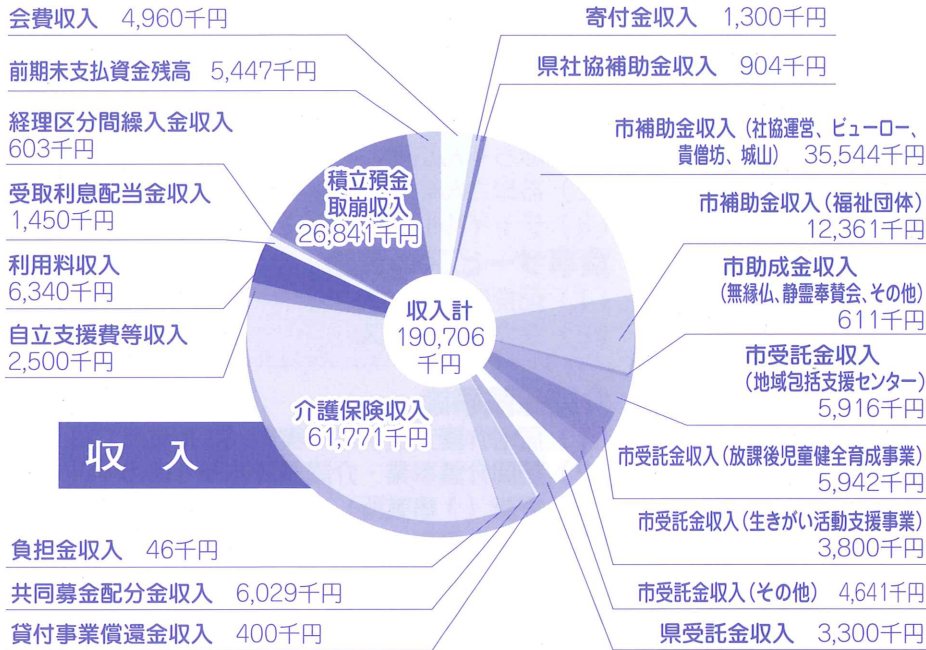 会費収入 4,960千円
前期末支払資金残高 5,447千円
経理区分間繰入金収入
603千円
受取利息配当金収入
1,450千円
利用料収入
6,340千円
自立支援費等収入
2,500千円
収 入
負担金収入 46千円
共同募金配分金収入 6,029千円
貸付事業償還金収入 400千円
積立預金
取崩収入
26,841千円
収入計
190,706
千円
介護保険収入
61,771千円
寄付金収入 1,300千円
県社協補助金収入 904千円
市補助金収入(社協運営、ビューロー、
貴僧坊、城山) 35,544千円
市補助金収入(福祉団体)
12,361千円
市助成金収入
(無縁仏、静霊奉賛会、その他)
611千円
市受託金収入
(地域包括支援センター)
5,916千円
市受託金収入(放課後児童健全育成事業)
5,942千円
市受託金収入(生きがい活動支援事業)
3,800千円
市受託金収入(その他) 4,641千円
県受託金収入 3,300千円